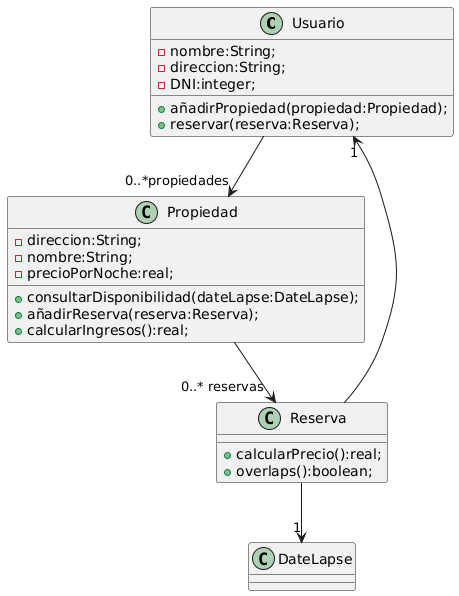 C Usuario
nombre:String;
direccion:String;
DNI:integer;
añadirPropiedad(propiedad:Propiedad);
reservar(reserva:Reserva);
1
0..*propiedades
C Propiedad
direccion:String;
nombre:String;
precioPorNoche:real;
consultarDisponibilidad(dateLapse:DateLapse);
añadirReserva(reserva:Reserva);
calcularIngresos():real;
0..* reservas
C Reserva
calcularPrecio():real;
overlaps():boolean;
1
C DateLapse